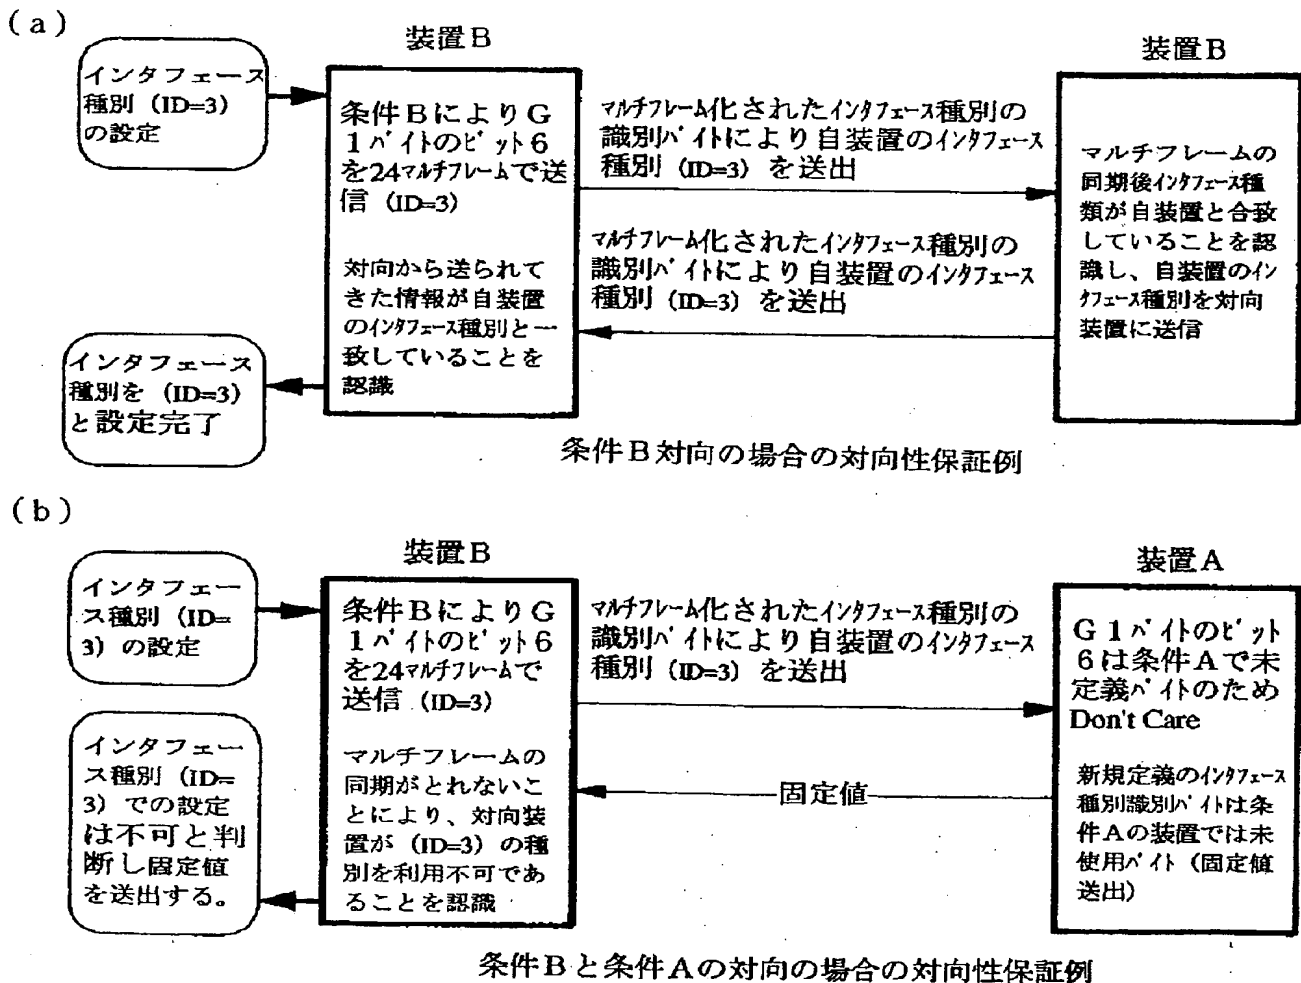 (a)
装置B
インタフェース
種別 (ID=3)
の設定
条件BによりG
1バイトのビット6
を24マルチフレームで送
信 (ID=3)
対向から送られて
きた情報が自装置
のインタフェース種別と一
致していることを
認識
インタフェース
種別を (ID=3)
と設定完了
マルチフレーム化されたインタフェース種別の
識別バイトにより自装置のインタフェース
種別 (ID=3) を送出
マルチフレーム化されたインタフェース種別の
識別バイトにより自装置のインタフェース
種別 (ID=3) を送出
装置B
マルチフレームの
同期後インタフェース種
類が自装置と合致
していることを認
識し、自装置のイン
タフェース種別を対向
装置に送信
条件B対向の場合の対向性保証例
(b)
装置B
インタフェー
ス種別 (ID=
3) の設定
条件BによりG
1バイトのビット6
を24マルチフレームで
送信 (ID=3)
マルチフレームの
同期がとれないこ
とにより、対向装
置が (ID=3) の種
別を利用不可であ
ることを認識
インタフェー
ス種別 (ID=
3) での設定
は不可と判
断し固定値
を送出する。
マルチフレーム化されたインタフェース種別の
識別バイトにより自装置のインタフェース
種別 (ID=3) を送出
固定値
装置A
G1バイトのビット
6は条件Aで未
定義バイトのため
Don't Care
新規定義のインタフェース
種別識別バイトは条
件Aの装置では未
使用バイト (固定値
送出)
条件Bと条件Aの対向の場合の対向性保証例